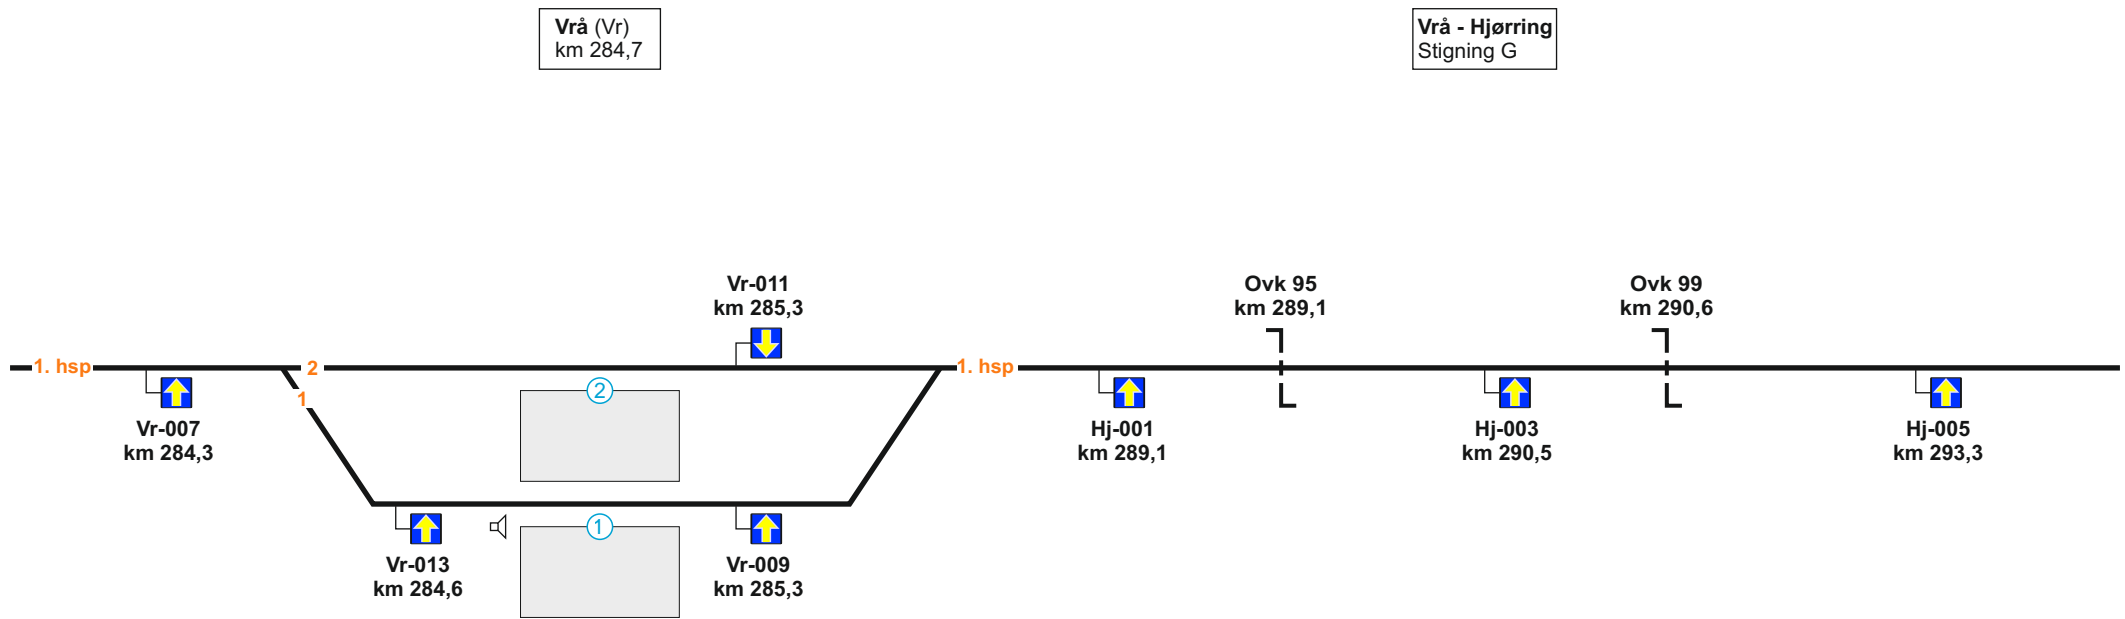 Vrå (Vr)
km 284,7
Vrå - Hjørring
Stigning G
Vr-011
km 285,3
Ovk 95
km 289,1
Ovk 99
km 290,6
1. hsp
2
1
1. hsp
2
Vr-007
km 284,3
Hj-001
km 289,1
Hj-003
km 290,5
Hj-005
km 293,3
1
Vr-013
km 284,6
Vr-009
km 285,3